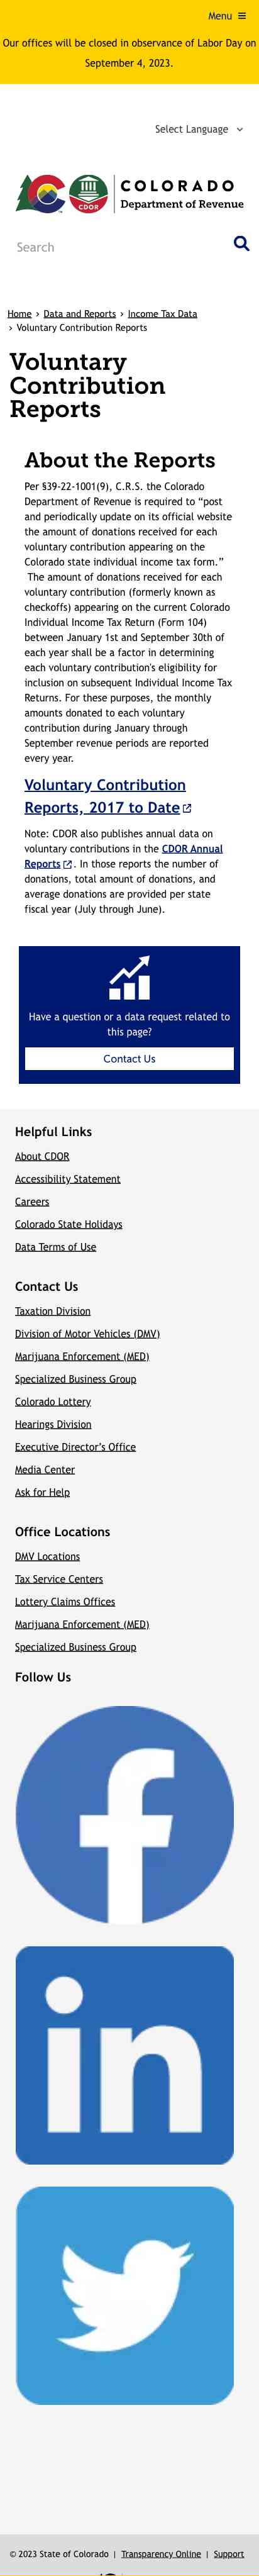 Menu
Our offices will be closed in observance of Labor Day on
September 4, 2023.
Select Language
CDOR
COLORADO
Department of Revenue
Search
Home › Data and Reports › Income Tax Data
› Voluntary Contribution Reports
Voluntary
Contribution
Reports
About the Reports
Per §39-22-1001(9), C.R.S. the Colorado
Department of Revenue is required to “post
and periodically update on its official website
the amount of donations received for each
voluntary contribution appearing on the
Colorado state individual income tax form.”
The amount of donations received for each
voluntary contribution (formerly known as
checkoffs) appearing on the current Colorado
Individual Income Tax Return (Form 104)
between January 1st and September 30th of
each year shall be a factor in determining
each voluntary contribution's eligibility for
inclusion on subsequent Individual Income Tax
Returns. For these purposes, the monthly
amounts donated to each voluntary
contribution during January through
September revenue periods are reported
every year.
Voluntary Contribution
Reports, 2017 to Date
Note: CDOR also publishes annual data on
voluntary contributions in the CDOR Annual
Reports . In those reports the number of
donations, total amount of donations, and
average donations are provided per state
fiscal year (July through June).
Have a question or a data request related to
this page?
Contact Us
Helpful Links
About CDOR
Accessibility Statement
Careers
Colorado State Holidays
Data Terms of Use
Contact Us
Taxation Division
Division of Motor Vehicles (DMV)
Marijuana Enforcement (MED)
Specialized Business Group
Colorado Lottery
Hearings Division
Executive Director's Office
Media Center
Ask for Help
Office Locations
DMV Locations
Tax Service Centers
Lottery Claims Offices
Marijuana Enforcement (MED)
Specialized Business Group
Follow Us
f
in
© 2023 State of Colorado | Transparency Online | Support